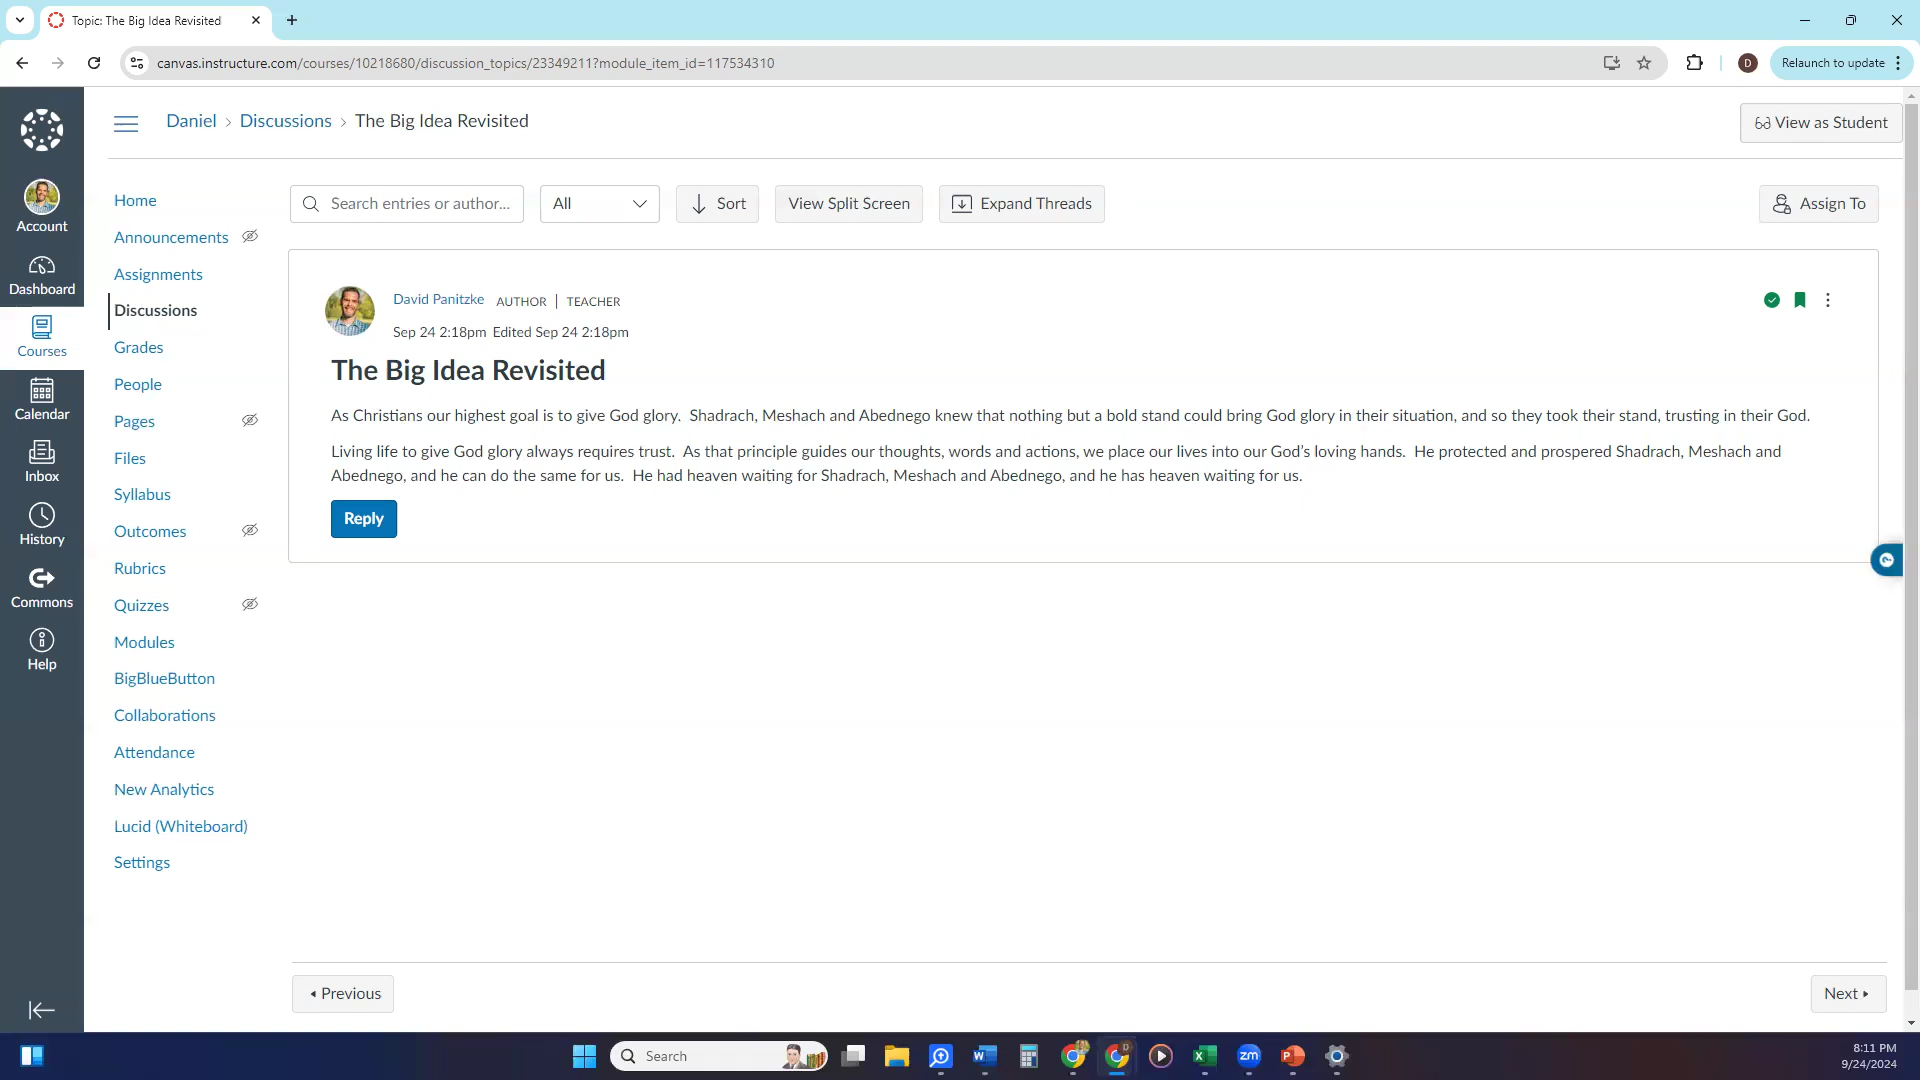 Topic: The Big Idea Revisited
canvas.instructure.com/courses/10218680/discussion_topics/23349211?module_item_id=117534310
D
Relaunch to update
Daniel › Discussions › The Big Idea Revisited
View as Student
Account
Dashboard
Courses
Calendar
Inbox
History
Commons
Help
Home
Announcements
Assignments
Discussions
Grades
People
Pages
Files
Syllabus
Outcomes
Rubrics
Quizzes
Modules
BigBlueButton
Collaborations
Attendance
New Analytics
Lucid (Whiteboard)
Settings
Search entries or author...
All
Sort
View Split Screen
Expand Threads
Assign To
David Panitzke AUTHOR | TEACHER
Sep 24 2:18pm Edited Sep 24 2:18pm
The Big Idea Revisited
As Christians our highest goal is to give God glory. Shadrach, Meshach and Abednego knew that nothing but a bold stand could bring God glory in their situation, and so they took their stand, trusting in their God.
Living life to give God glory always requires trust. As that principle guides our thoughts, words and actions, we place our lives into our God's loving hands. He protected and prospered Shadrach, Meshach and
Abednego, and he can do the same for us. He had heaven waiting for Shadrach, Meshach and Abednego, and he has heaven waiting for us.
Reply
Previous
Next
Search
8:11 PM
9/24/2024